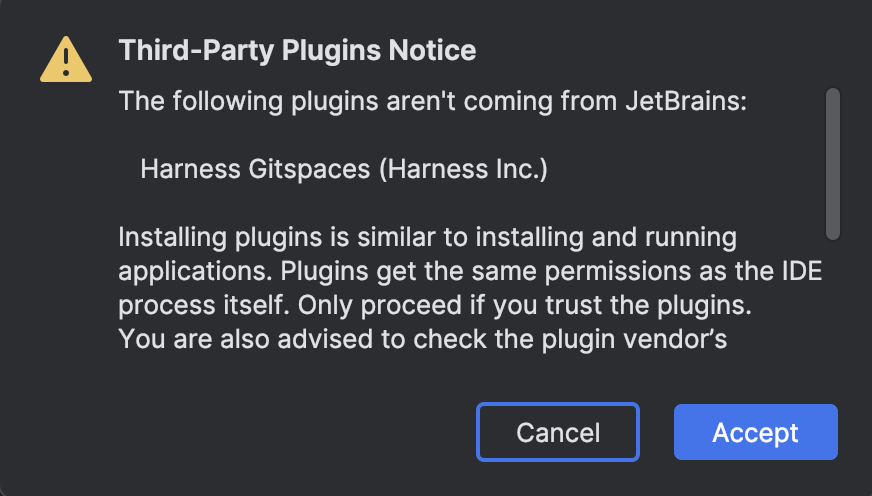 Third-Party Plugins Notice
The following plugins aren't coming from JetBrains:
Harness Gitspaces (Harness Inc.)
Installing plugins is similar to installing and running
applications. Plugins get the same permissions as the IDE
process itself. Only proceed if you trust the plugins.
You are also advised to check the plugin vendor’s
Cancel
Accept